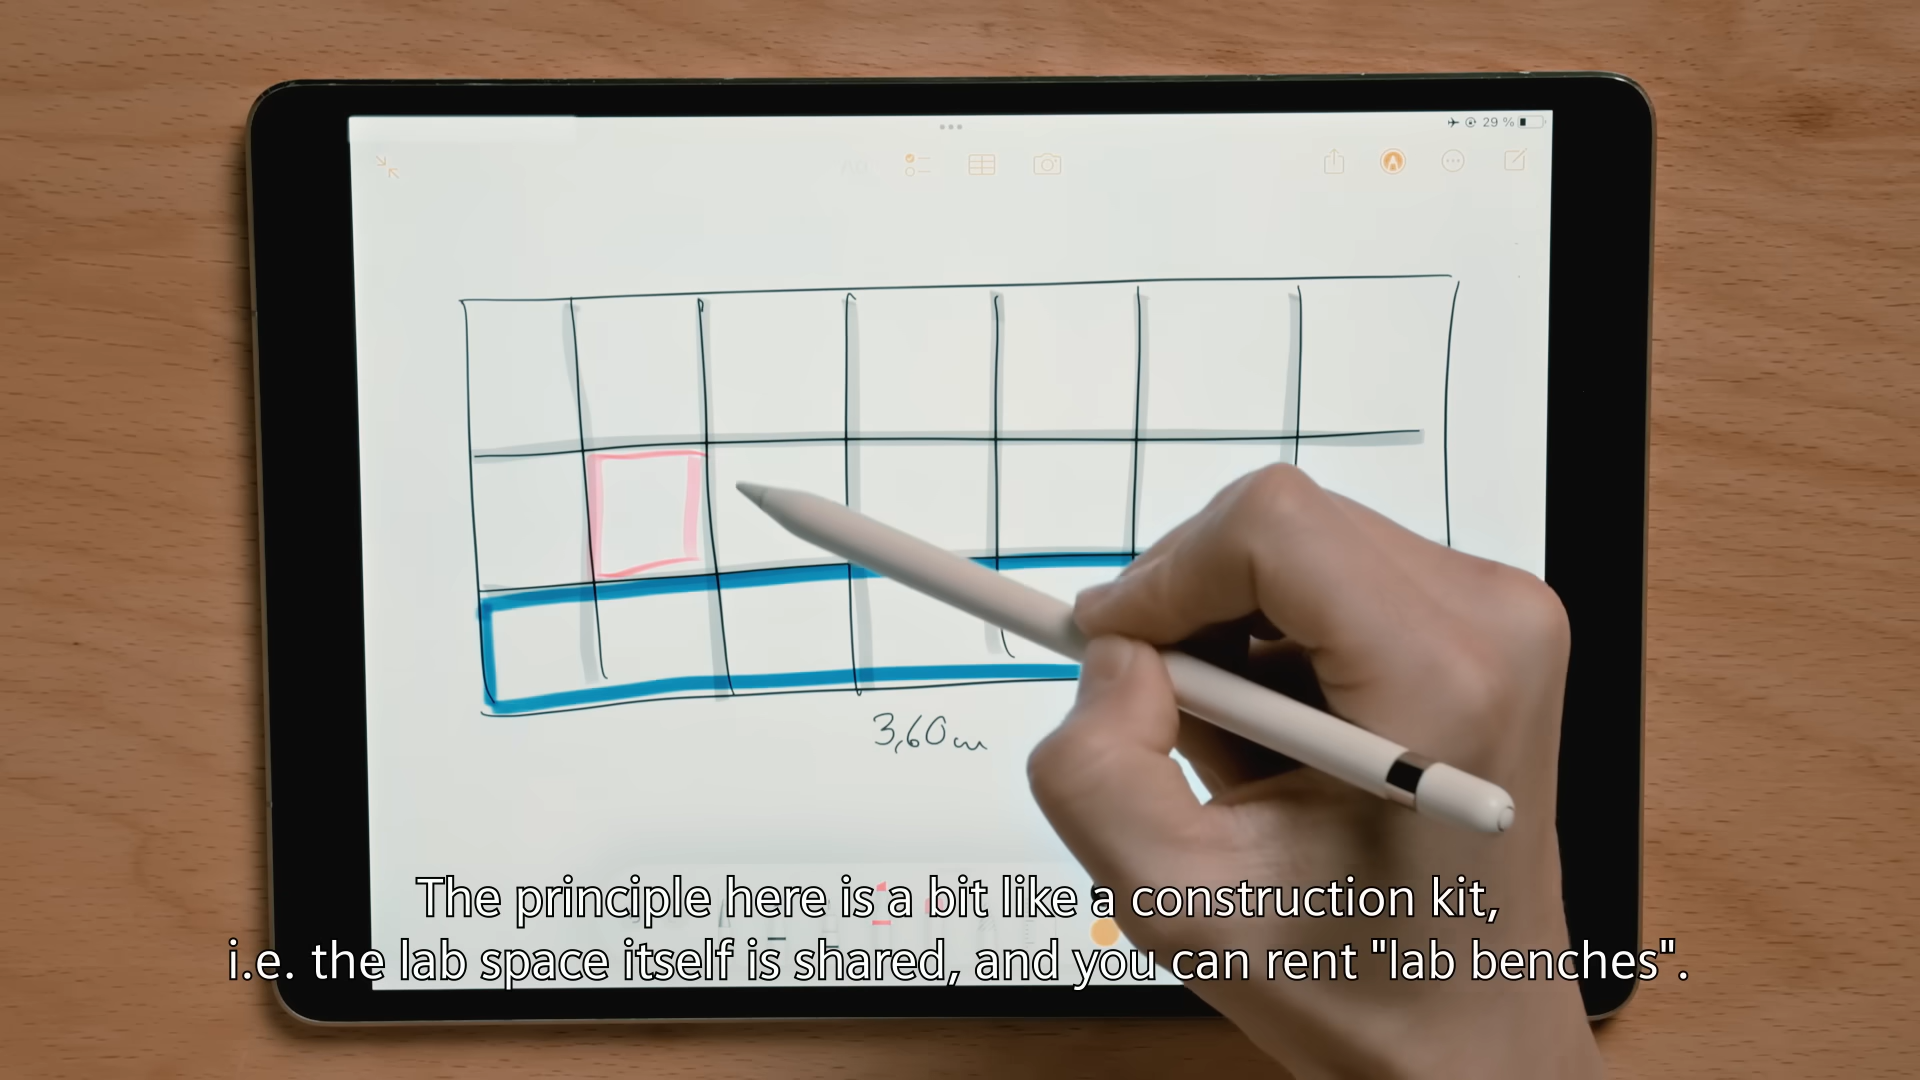 29 %
3,60m
The principle here is a bit like a construction kit,
i.e. the lab space itself is shared, and you can rent "lab benches".